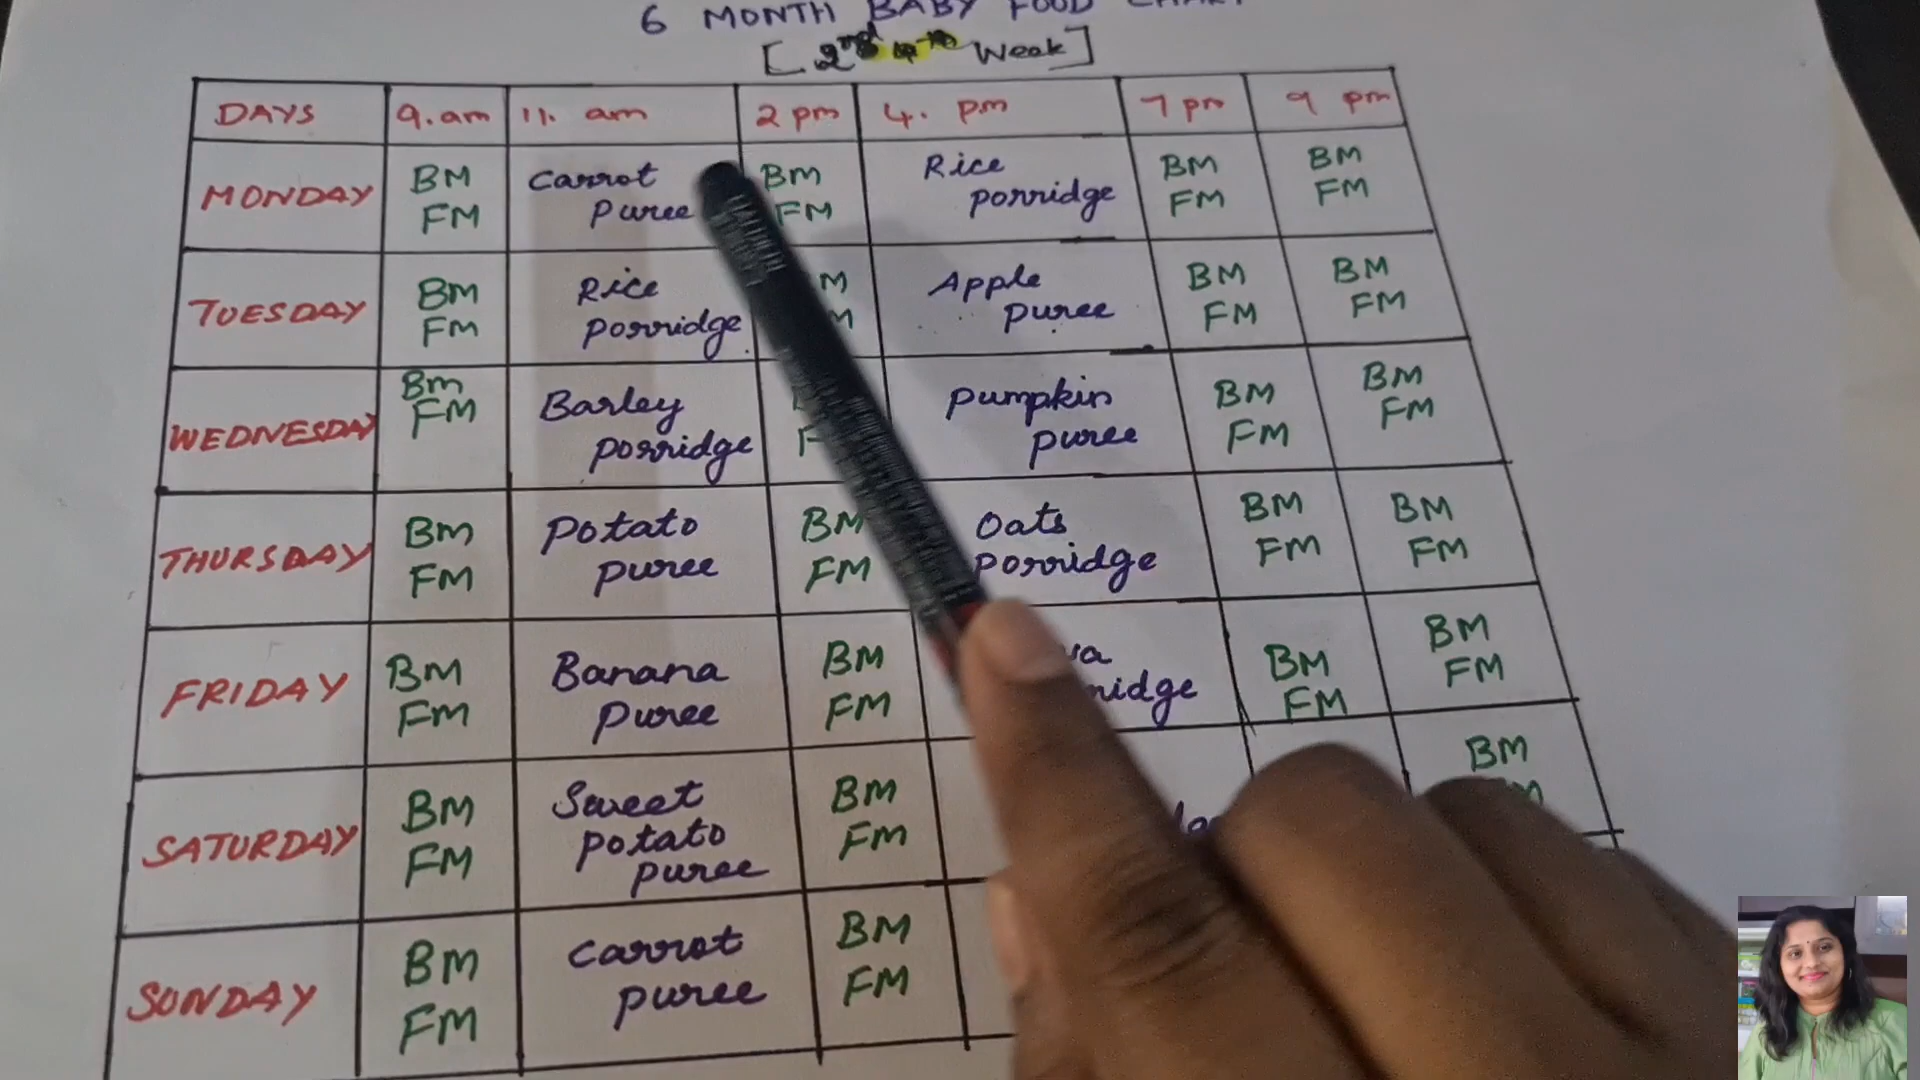 6 MONTH BABY FOOD CHART
[2nd Week]
DAYS 9.am 11. am 2 pm 4. pm 7 pm 9 pm
MONDAY BM Carrot BM Rice BM BM
FM Puree FM Porridge FM FM
TUESDAY BM Rice M Apple BM BM
FM Porridge M Puree FM FM
WEDNESDAY BM Barley Pumpkin BM BM
FM Porridge F Puree FM FM
THURSDAY BM Potato BM Oats BM BM
FM Puree FM Porridge FM FM
FRIDAY BM Banana BM BM BM
FM Puree FM FM FM
SATURDAY BM Sweet BM BM
FM Potato FM
Puree
SUNDAY BM Carrot BM
FM Puree FM